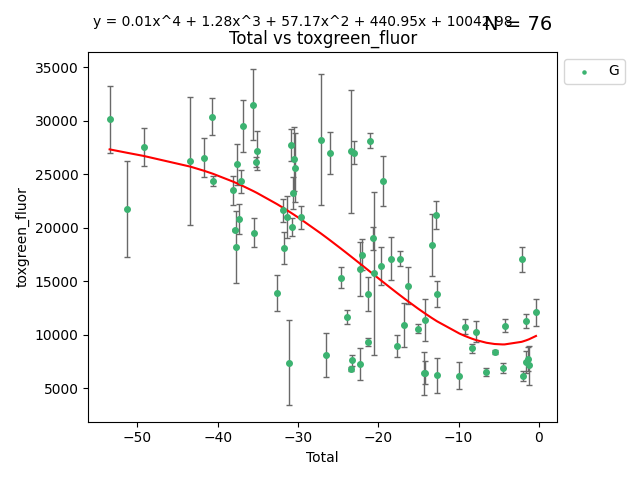 y = 0.01x^4 + 1.28x^3 + 57.17x^2 + 440.95x + 10042.98
N = 76
Total vs toxgreen_fluor
G
35000
30000
25000
20000
15000
10000
5000
toxgreen_fluor
−50 −40 −30 −20 −10 0
Total